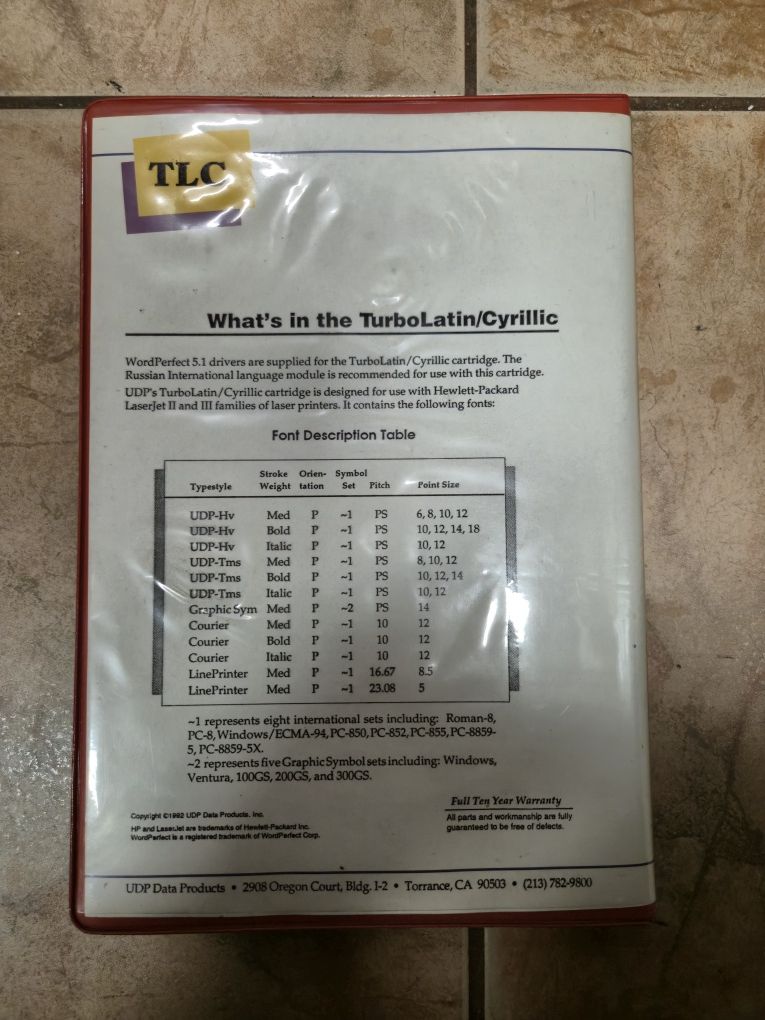 TLC
What's in the TurboLatin/Cyrillic
WordPerfect 5.1 drivers are supplied for the TurboLatin/Cyrillic cartridge. The
Russian International language module is recommended for use with this cartridge.
UDP's TurboLatin/Cyrillic cartridge is designed for use with Hewlett-Packard
LaserJet II and III families of laser printers. It contains the following fonts:
Font Description Table
Stroke Orien- Symbol
Typestyle Weight tation Set Pitch Point Size
UDP-Hv Med P ~1 PS 6, 8, 10, 12
UDP-Hv Bold P ~1 PS 10, 12, 14, 18
UDP-Hv Italic P ~1 PS 10, 12
UDP-Tms Med P ~1 PS 8, 10, 12
UDP-Tms Bold P ~1 PS 10, 12, 14
UDP-Tms Italic P ~1 PS 10, 12
Graphic Sym Med P ~2 PS 14
Courier Med P ~1 10 12
Courier Bold P ~1 10 12
Courier Italic P ~1 10 12
LinePrinter Med P ~1 16.67 8.5
LinePrinter Med P ~1 23.08 5
~1 represents eight international sets including: Roman-8,
PC-8, Windows/ECMA-94, PC-850, PC-852, PC-855, PC-8859-
5, PC-8859-5X.
~2 represents five Graphic Symbol sets including: Windows,
Ventura, 100GS, 200GS, and 300GS.
Copyright ©1992 UDP Data Products, Inc.
HP and LaserJet are trademarks of Hewlett-Packard Inc.
WordPerfect is a registered trademark of WordPerfect Corp.
Full Ten Year Warranty
All parts and workmanship are fully
guaranteed to be free of defects.
UDP Data Products • 2908 Oregon Court, Bldg. I-2 • Torrance, CA 90503 • (213) 782-9800